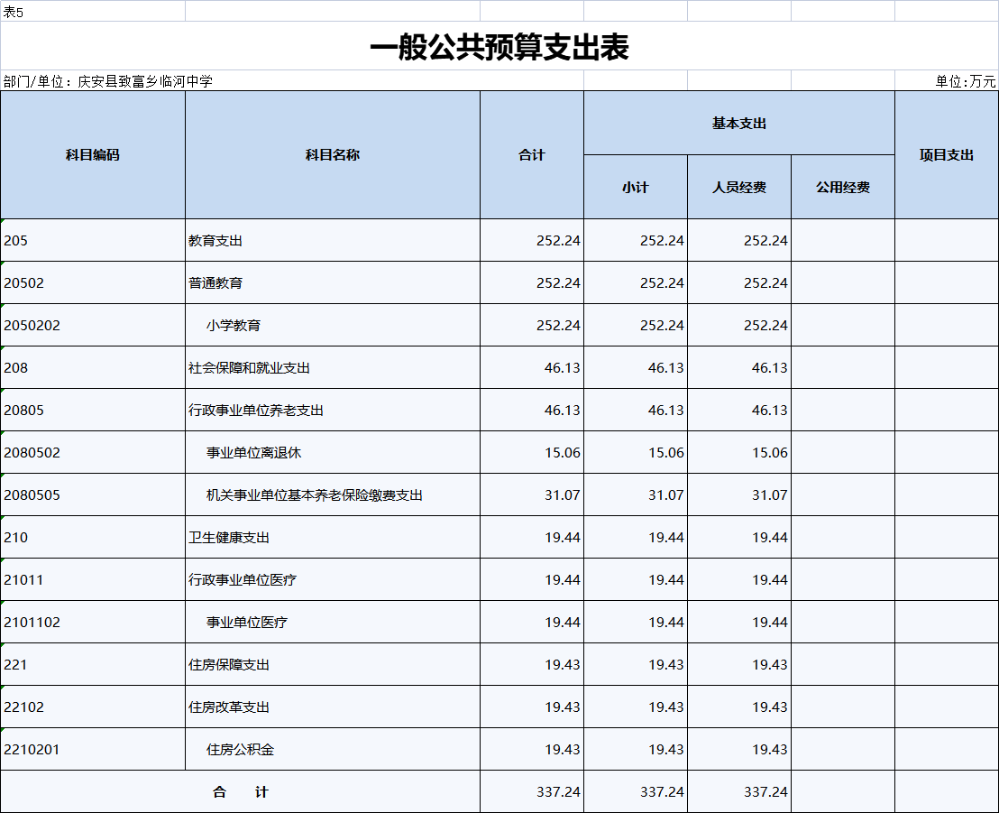 表5
一般公共预算支出表
部门/单位：庆安县致富乡临河中学 单位:万元
科目编码 科目名称 合计 基本支出 项目支出
小计 人员经费 公用经费
205 教育支出 252.24 252.24 252.24
20502 普通教育 252.24 252.24 252.24
2050202 小学教育 252.24 252.24 252.24
208 社会保障和就业支出 46.13 46.13 46.13
20805 行政事业单位养老支出 46.13 46.13 46.13
2080502 事业单位离退休 15.06 15.06 15.06
2080505 机关事业单位基本养老保险缴费支出 31.07 31.07 31.07
210 卫生健康支出 19.44 19.44 19.44
21011 行政事业单位医疗 19.44 19.44 19.44
2101102 事业单位医疗 19.44 19.44 19.44
221 住房保障支出 19.43 19.43 19.43
22102 住房改革支出 19.43 19.43 19.43
2210201 住房公积金 19.43 19.43 19.43
合 计 337.24 337.24 337.24